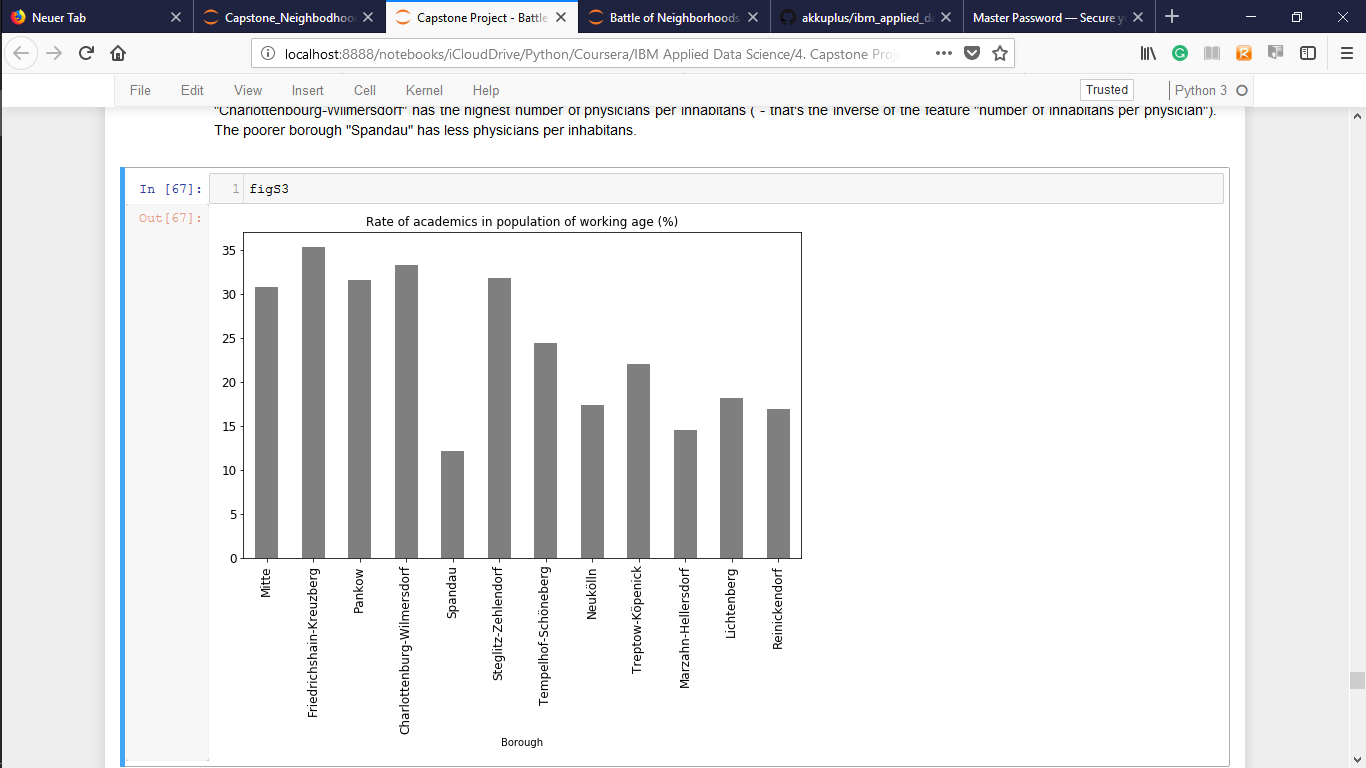 Neuer Tab
Capstone_Neighbodhoo
Capstone Project - Battle
Battle of Neighborhoods
akkuplus/ibm_applied_d
Master Password — Secure y
localhost:8888/notebooks/iCloudDrive/Python/Coursera/IBM Applied Data Science/4. Capstone Proj
File Edit View Insert Cell Kernel Help Trusted Python 3
"Charlottenbourg-Wilmersdorf" has the highest number of physicians per inhabitants ( - that's the inverse of the feature "number of inhabitans per physician").
The poorer borough "Spandau" has less physicians per inhabitans.
In [67]: 1 figS3
Out[67]:
Rate of academics in population of working age (%)
35
30
25
20
15
10
5
0
Mitte
Friedrichshain-Kreuzberg
Pankow
Charlottenburg-Wilmersdorf
Spandau
Steglitz-Zehlendorf
Tempelhof-Schöneberg
Neukölln
Treptow-Köpenick
Marzahn-Hellersdorf
Lichtenberg
Reinickendorf
Borough